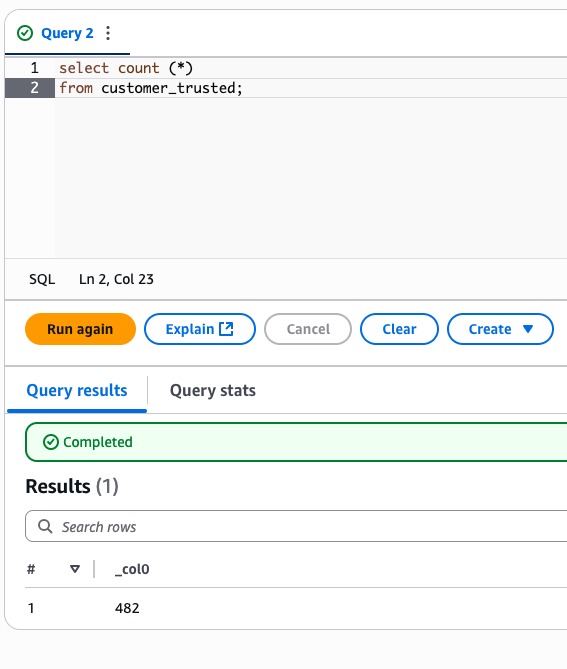 Query 2
1 select count (*)
2 from customer_trusted;
SQL Ln 2, Col 23
Run again Explain Cancel Clear Create
Query results Query stats
Completed
Results (1)
Search rows
# _col0
1 482